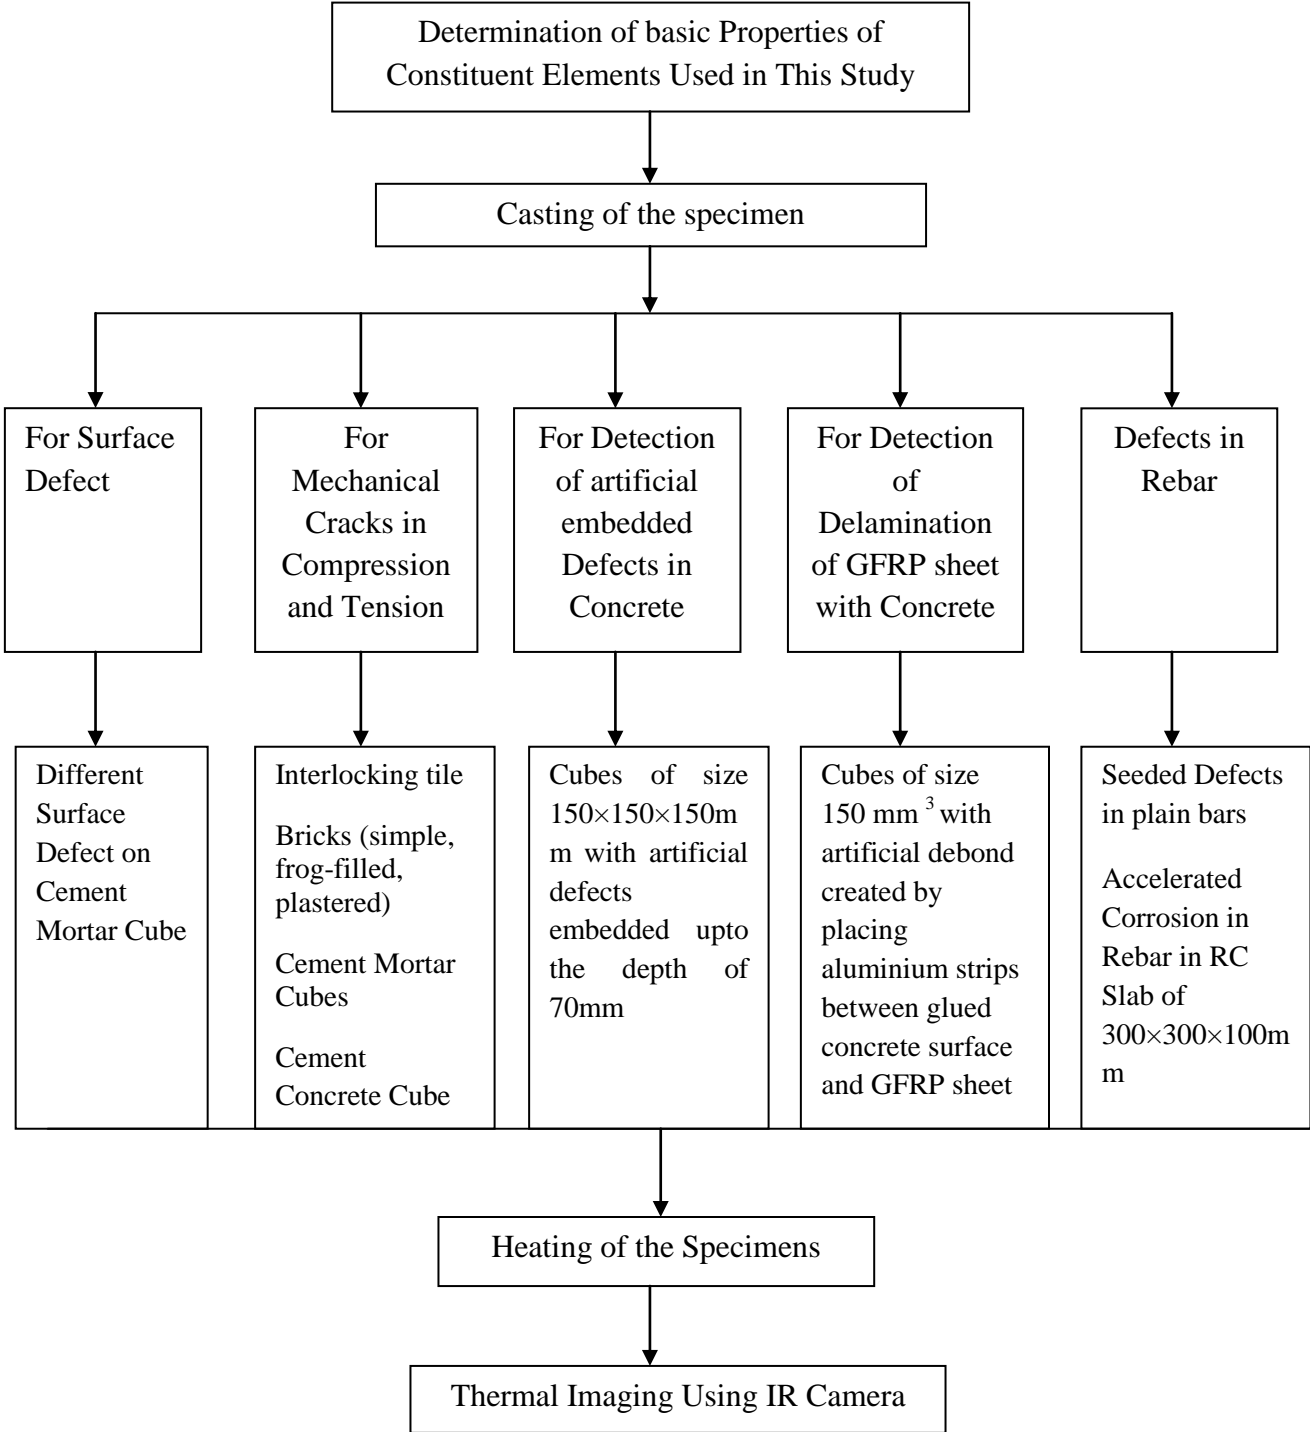 Determination of basic Properties of
Constituent Elements Used in This Study
Casting of the specimen
For Surface
Defect
For
Mechanical
Cracks in
Compression
and Tension
For Detection
of artificial
embedded
Defects in
Concrete
For Detection
of
Delamination
of GFRP sheet
with Concrete
Defects in
Rebar
Different
Surface
Defect on
Cement
Mortar Cube
Interlocking tile
Bricks (simple,
frog-filled,
plastered)
Cement Mortar
Cubes
Cement
Concrete Cube
Cubes of size
150×150×150m
m with artificial
defects
embedded upto
the depth of
70mm
Cubes of size
150 mm ³ with
artificial debond
created by
placing
aluminium strips
between glued
concrete surface
and GFRP sheet
Seeded Defects
in plain bars
Accelerated
Corrosion in
Rebar in RC
Slab of
300×300×100m
m
Heating of the Specimens
Thermal Imaging Using IR Camera